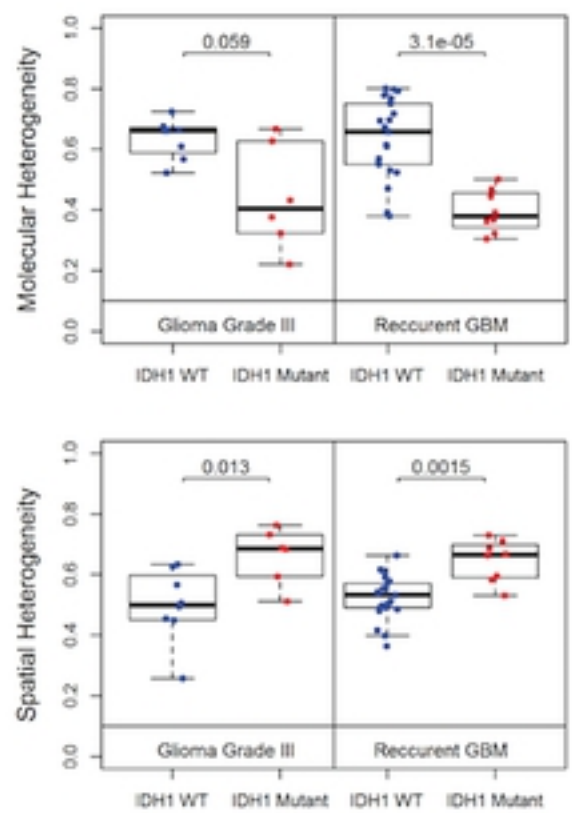 Molecular Heterogeneity
1.0
0.8
0.6
0.4
0.2
0.0
0.059
3.1e-05
Glioma Grade III
Reccurent GBM
IDH1 WT
IDH1 Mutant
IDH1 WT
IDH1 Mutant
Spatial Heterogeneity
1.0
0.8
0.6
0.4
0.2
0.0
0.013
0.0015
Glioma Grade III
Reccurent GBM
IDH1 WT
IDH1 Mutant
IDH1 WT
IDH1 Mutant